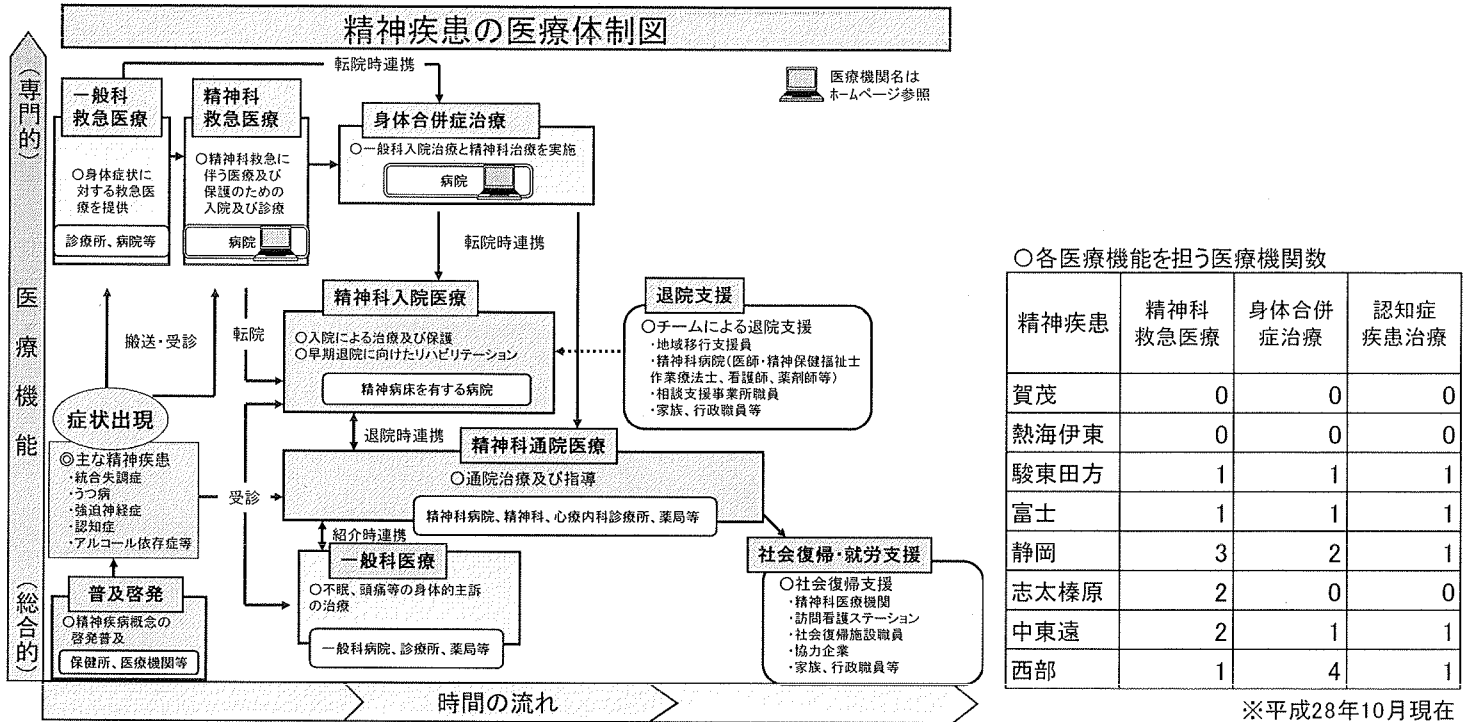 精神疾患の医療体制図
(専門的)
医療機能
(総合的)
転院時連携
医療機関名は
ホームページ参照
一般科
救急医療
○身体症状に
対する救急医
療を提供
診療所、病院等
精神科
救急医療
○精神科救急に
伴う医療及び
保護のための
入院及び診療
病院
身体合併症治療
○一般科入院治療と精神科治療を実施
病院
転院時連携
搬送・受診
転院
精神科入院医療
○入院による治療及び保護
○早期退院に向けたリハビリテーション
精神病床を有する病院
退院支援
○チームによる退院支援
・地域移行支援員
・精神科病院(医師・精神保健福祉士
作業療法士、看護師、薬剤師等)
・相談支援事業所職員
・家族、行政職員等
症状出現
◎主な精神疾患
・統合失調症
・うつ病
・強迫神経症
・認知症
・アルコール依存症等
受診
退院時連携
精神科通院医療
○通院治療及び指導
精神科病院、精神科、心療内科診療所、薬局等
紹介時連携
一般科医療
○不眠、頭痛等の身体的主訴
の治療
一般科病院、診療所、薬局等
社会復帰・就労支援
○社会復帰支援
・精神科医療機関
・訪問看護ステーション
・社会復帰施設職員
・協力企業
・家族、行政職員等
普及啓発
○精神疾病概念の
啓発普及
保健所、医療機関等
時間の流れ
○各医療機能を担う医療機関数
精神疾患 精神科救急医療 身体合併症治療 認知症疾患治療
賀茂 0 0 0
熱海伊東 0 0 0
駿東田方 1 1 1
富士 1 1 1
静岡 3 2 1
志太榛原 2 0 0
中東遠 2 1 1
西部 1 4 1
※平成28年10月現在